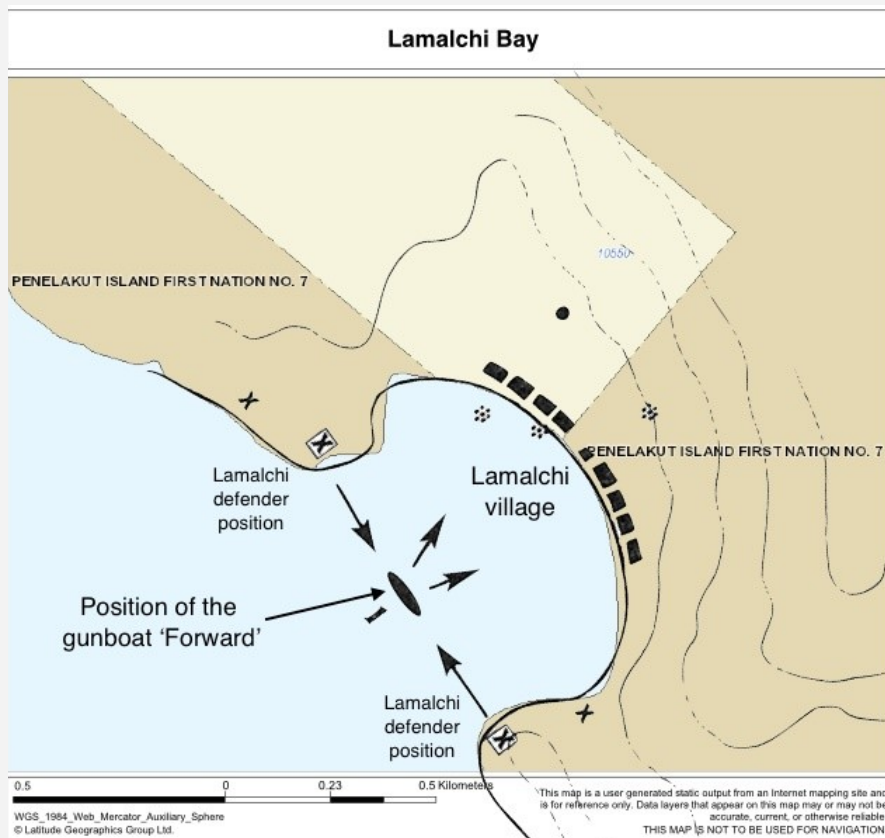 Lamalchi Bay
10550
PENELAKUT ISLAND FIRST NATION NO. 7
PENELAKUT ISLAND FIRST NATION NO. 7
Lamalchi
defender
position
Lamalchi
village
Position of the
gunboat ‘Forward’
Lamalchi
defender
position
0.5
0
0.23
0.5 Kilometers
WGS_1984_Web_Mercator_Auxiliary_Sphere
© Latitude Geographics Group Ltd.
This map is a user generated static output from an Internet mapping site and
is for reference only. Data layers that appear on this map may or may not be
accurate, current, or otherwise reliable.
THIS MAP IS NOT TO BE USED FOR NAVIGATION.